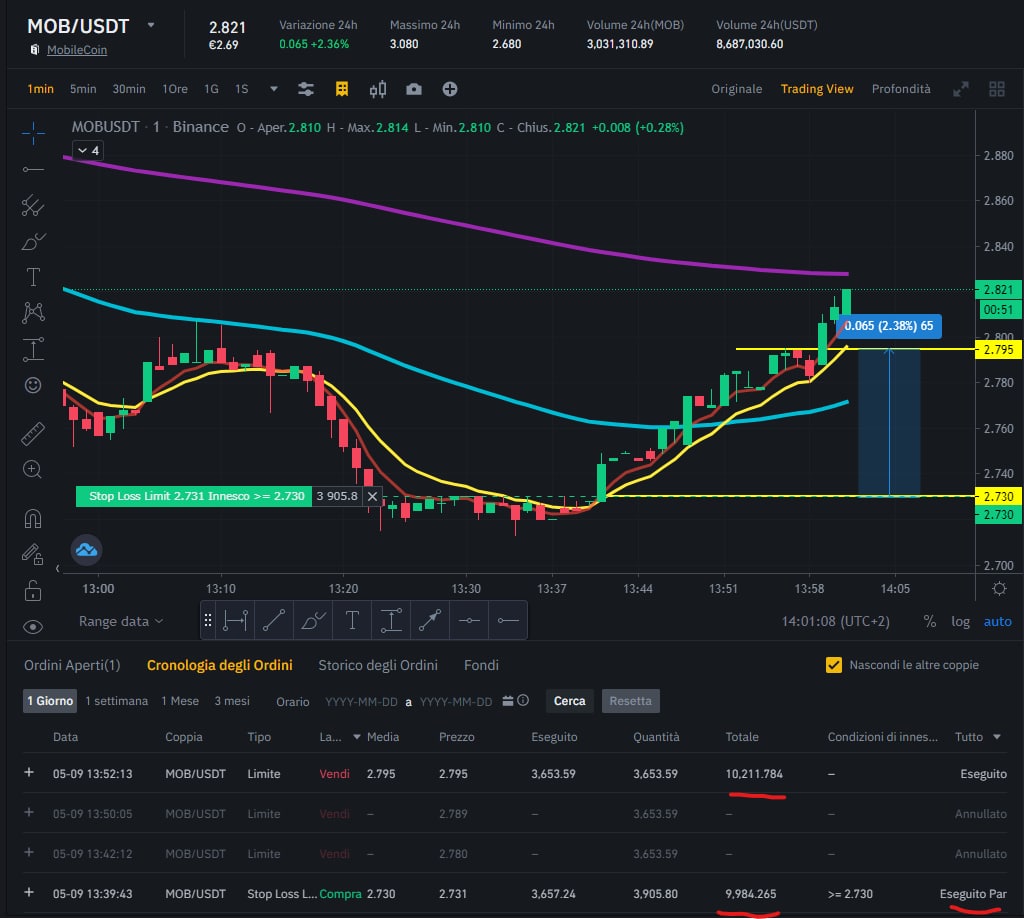 MOB/USDT
MobileCoin
2.821
€2.69
Variazione 24h
0.065 +2.36%
Massimo 24h
3.080
Minimo 24h
2.680
Volume 24h(MOB)
3,031,310.89
Volume 24h(USDT)
8,687,030.60
1min 5min 30min 1Ore 1G 1S
Originale Trading View Profondità
MOBUSDT · 1 · Binance O - Aper.2.810 H - Max.2.814 L - Min.2.810 C - Chius.2.821 +0.008 (+0.28%)
4
2.880
2.860
2.840
2.821
00:51
2.800
2.795
2.780
2.760
2.740
2.730
2.730
2.700
0.065 (2.38%) 65
Stop Loss Limit 2.731 Innesco >= 2.730 3 905.8
13:00 13:10 13:20 13:30 13:37 13:44 13:51 13:58 14:05
Range data
T
14:01:08 (UTC+2) % log auto
Ordini Aperti(1) Cronologia degli Ordini Storico degli Ordini Fondi
Nascondi le altre coppie
1 Giorno 1 settimana 1 Mese 3 mesi Orario YYYY-MM-DD a YYYY-MM-DD Cerca Resetta
Data Coppia Tipo La... Media Prezzo Eseguito Quantità Totale Condizioni di innes... Tutto
+ 05-09 13:52:13 MOB/USDT Limite Vendi 2.795 2.795 3,653.59 3,653.59 10,211.784 – Eseguito
+ 05-09 13:50:05 MOB/USDT Limite Vendi – 2.789 – 3,653.59 – – Annullato
+ 05-09 13:42:12 MOB/USDT Limite Vendi – 2.780 – 3,653.59 – – Annullato
+ 05-09 13:39:43 MOB/USDT Stop Loss L... Compra 2.730 2.731 3,657.24 3,905.80 9,984.265 >= 2.730 Eseguito Par